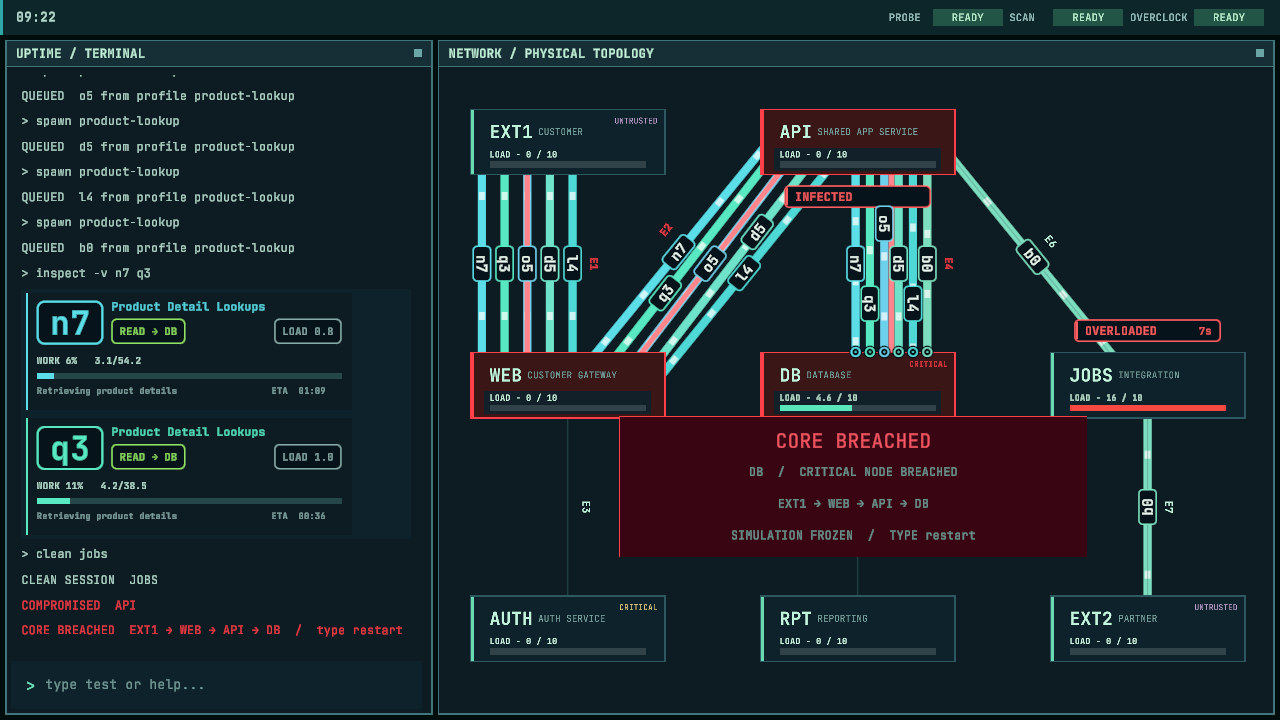 09:22
PROBE READY SCAN READY OVERCLOCK READY
UPTIME / TERMINAL
QUEUED o5 from profile product-lookup
> spawn product-lookup
QUEUED d5 from profile product-lookup
> spawn product-lookup
QUEUED l4 from profile product-lookup
> spawn product-lookup
QUEUED b0 from profile product-lookup
> inspect -v n7 q3
n7
Product Detail Lookups
READ → DB
LOAD 0.8
WORK 6% 3.1/54.2
Retrieving product details ETA 01:09
q3
Product Detail Lookups
READ → DB
LOAD 1.0
WORK 11% 4.2/38.5
Retrieving product details ETA 00:36
> clean jobs
CLEAN SESSION JOBS
COMPROMISED API
CORE BREACHED EXT1 → WEB → API → DB / type restart
> type test or help...
NETWORK / PHYSICAL TOPOLOGY
UNTRUSTED
EXT1 CUSTOMER
LOAD - 0 / 10
API SHARED APP SERVICE
LOAD - 0 / 10
INFECTED
n7
q3
o5
d5
l4
E1
E2
n7
q3
o5
d5
l4
n7
q3
o5
d5
l4
b0
E4
b0
E6
OVERLOADED 7s
WEB CUSTOMER GATEWAY
LOAD - 0 / 10
CRITICAL
DB DATABASE
LOAD - 4.6 / 10
JOBS INTEGRATION
LOAD - 16 / 10
CORE BREACHED
DB / CRITICAL NODE BREACHED
EXT1 → WEB → API → DB
SIMULATION FROZEN / TYPE restart
E3
b0
E7
CRITICAL
AUTH AUTH SERVICE
LOAD - 0 / 10
RPT REPORTING
LOAD - 0 / 10
UNTRUSTED
EXT2 PARTNER
LOAD - 0 / 10